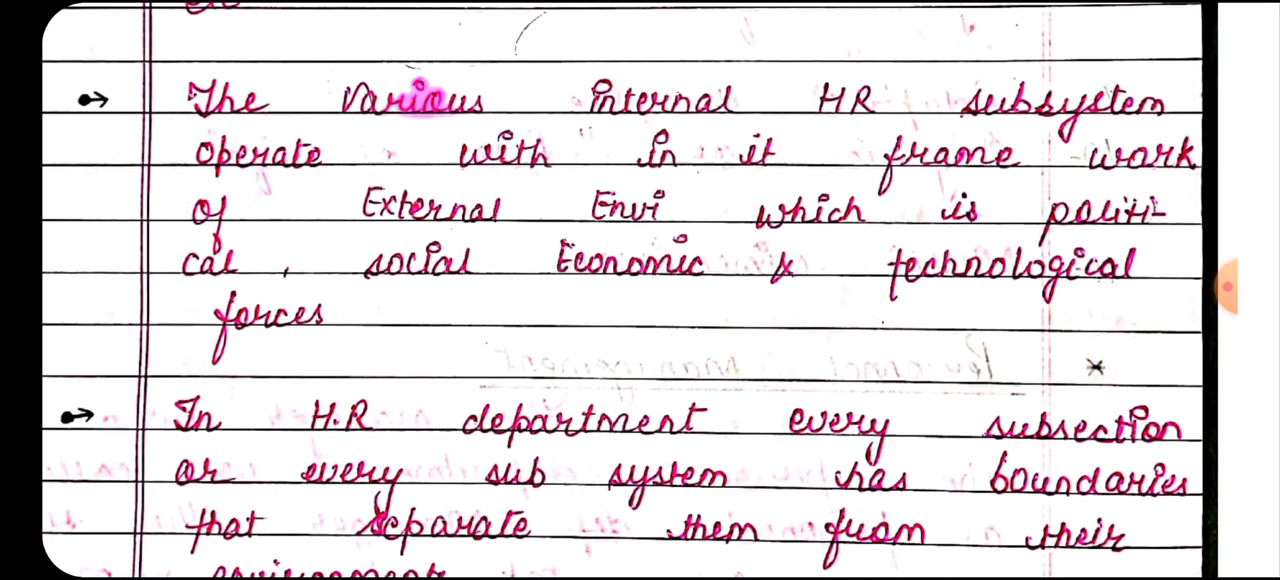 The various internal HR subsystem
operate with in it frame work
of External Envi which is politi-
cal, social Economic & technological
forces
In H.R department every subsection
or every sub system has boundaries
that separate them from their
environment